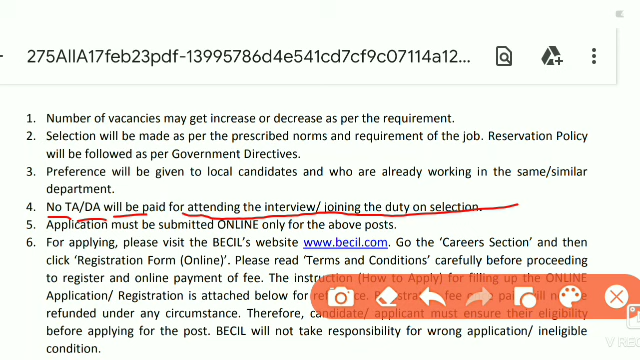 275AIIA17feb23pdf-13995786d4e541cd7cf9c07114a12...
1. Number of vacancies may get increase or decrease as per the requirement.
2. Selection will be made as per the prescribed norms and requirement of the job. Reservation Policy
will be followed as per Government Directives.
3. Preference will be given to local candidates and who are already working in the same/similar
department.
4. No TA/DA will be paid for attending the interview/ joining the duty on selection.
5. Application must be submitted ONLINE only for the above posts.
6. For applying, please visit the BECIL's website www.becil.com. Go the 'Careers Section' and then
click 'Registration Form (Online)'. Please read 'Terms and Conditions' carefully before proceeding
to register and online payment of fee. The instruction (How to Apply) for filling up the ONLINE
Application/ Registration is attached below for
refunded under any circumstance. Therefore, candidate/ applicant must ensure their eligibility
before applying for the post. BECIL will not take responsibility for wrong application/ ineligible
condition.